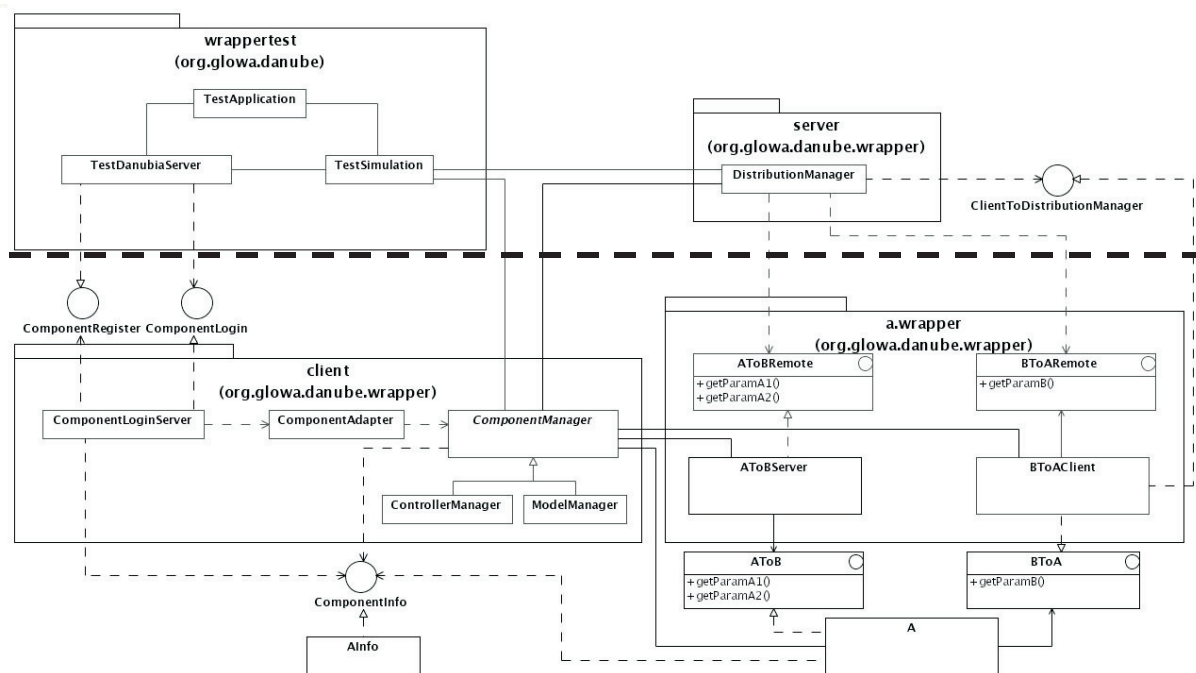 wrappertest
(org.glowa.danube)
TestApplication
TestDanubiaServer
TestSimulation
server
(org.glowa.danube.wrapper)
DistributionManager
ClientToDistributionManager
ComponentRegister
ComponentLogin
client
(org.glowa.danube.wrapper)
ComponentLoginServer
ComponentAdapter
ComponentManager
ControllerManager
ModelManager
a.wrapper
(org.glowa.danube.wrapper)
AToBRemote
+getParamA1()
+getParamA2()
BToARemote
+getParamB()
AToBServer
BToAClient
AToB
+getParamA1()
+getParamA2()
BToA
+getParamB()
ComponentInfo
AInfo
A